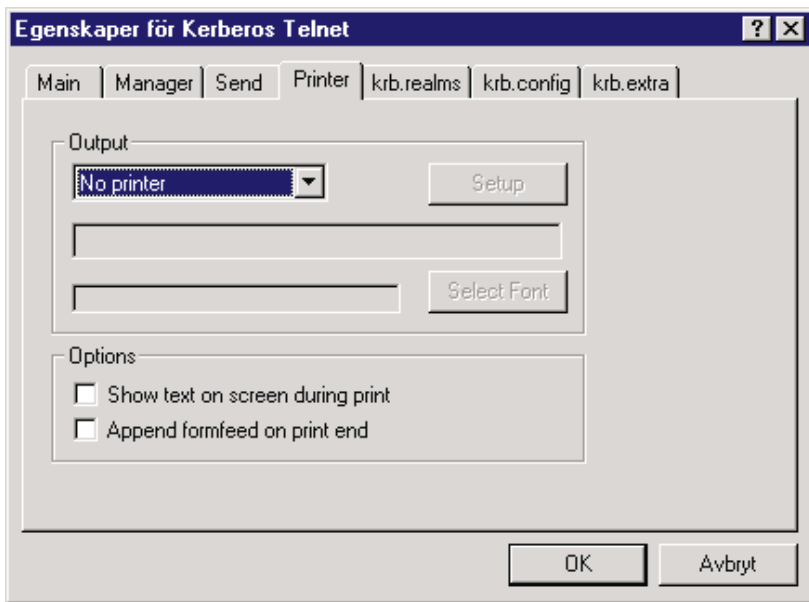 Egenskaper för Kerberos Telnet
Main Manager Send Printer krb.realms krb.config krb.extra
Output
No printer Setup
Select Font
Options
Show text on screen during print
Append formfeed on print end
OK Avbryt